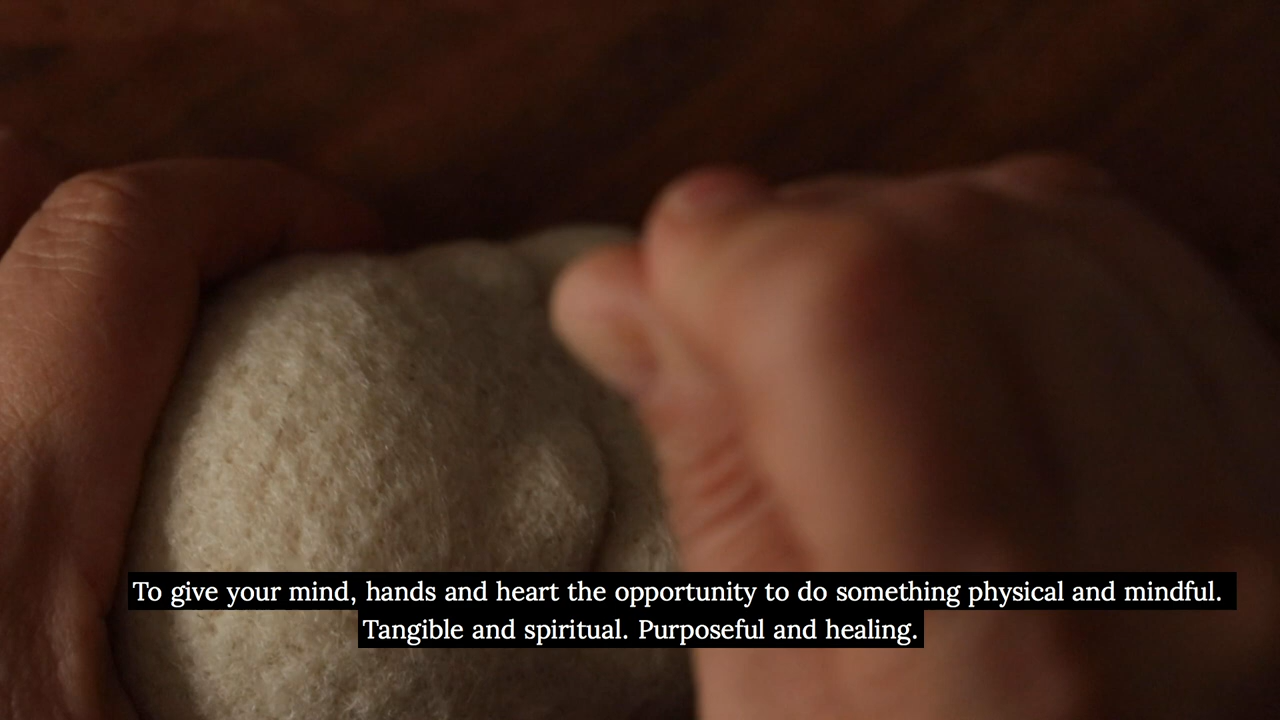 To give your mind, hands and heart the opportunity to do something physical and mindful.
Tangible and spiritual. Purposeful and healing.